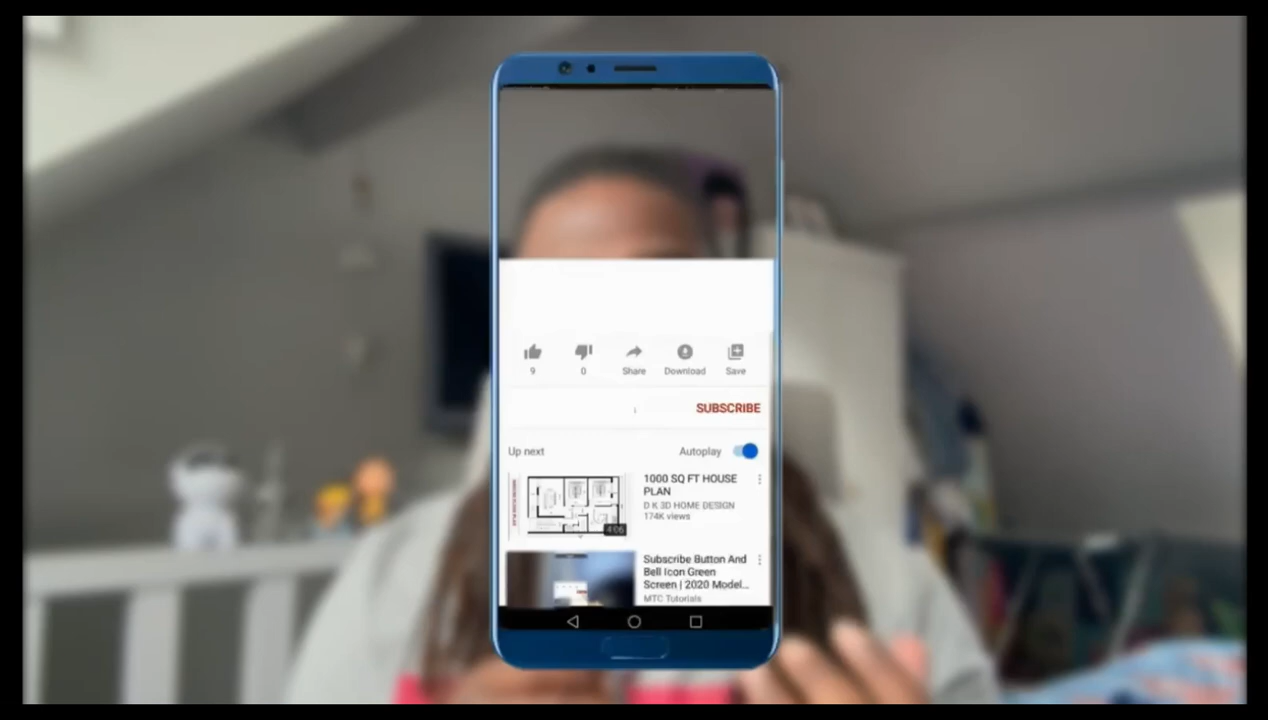 9
0
Share
Download
Save
SUBSCRIBE
Up next
Autoplay
1000 SQ FT HOUSE
PLAN
D K 3D HOME DESIGN
174K views
4:06
Subscribe Button And
Bell Icon Green
Screen | 2020 Model...
MTC Tutorials